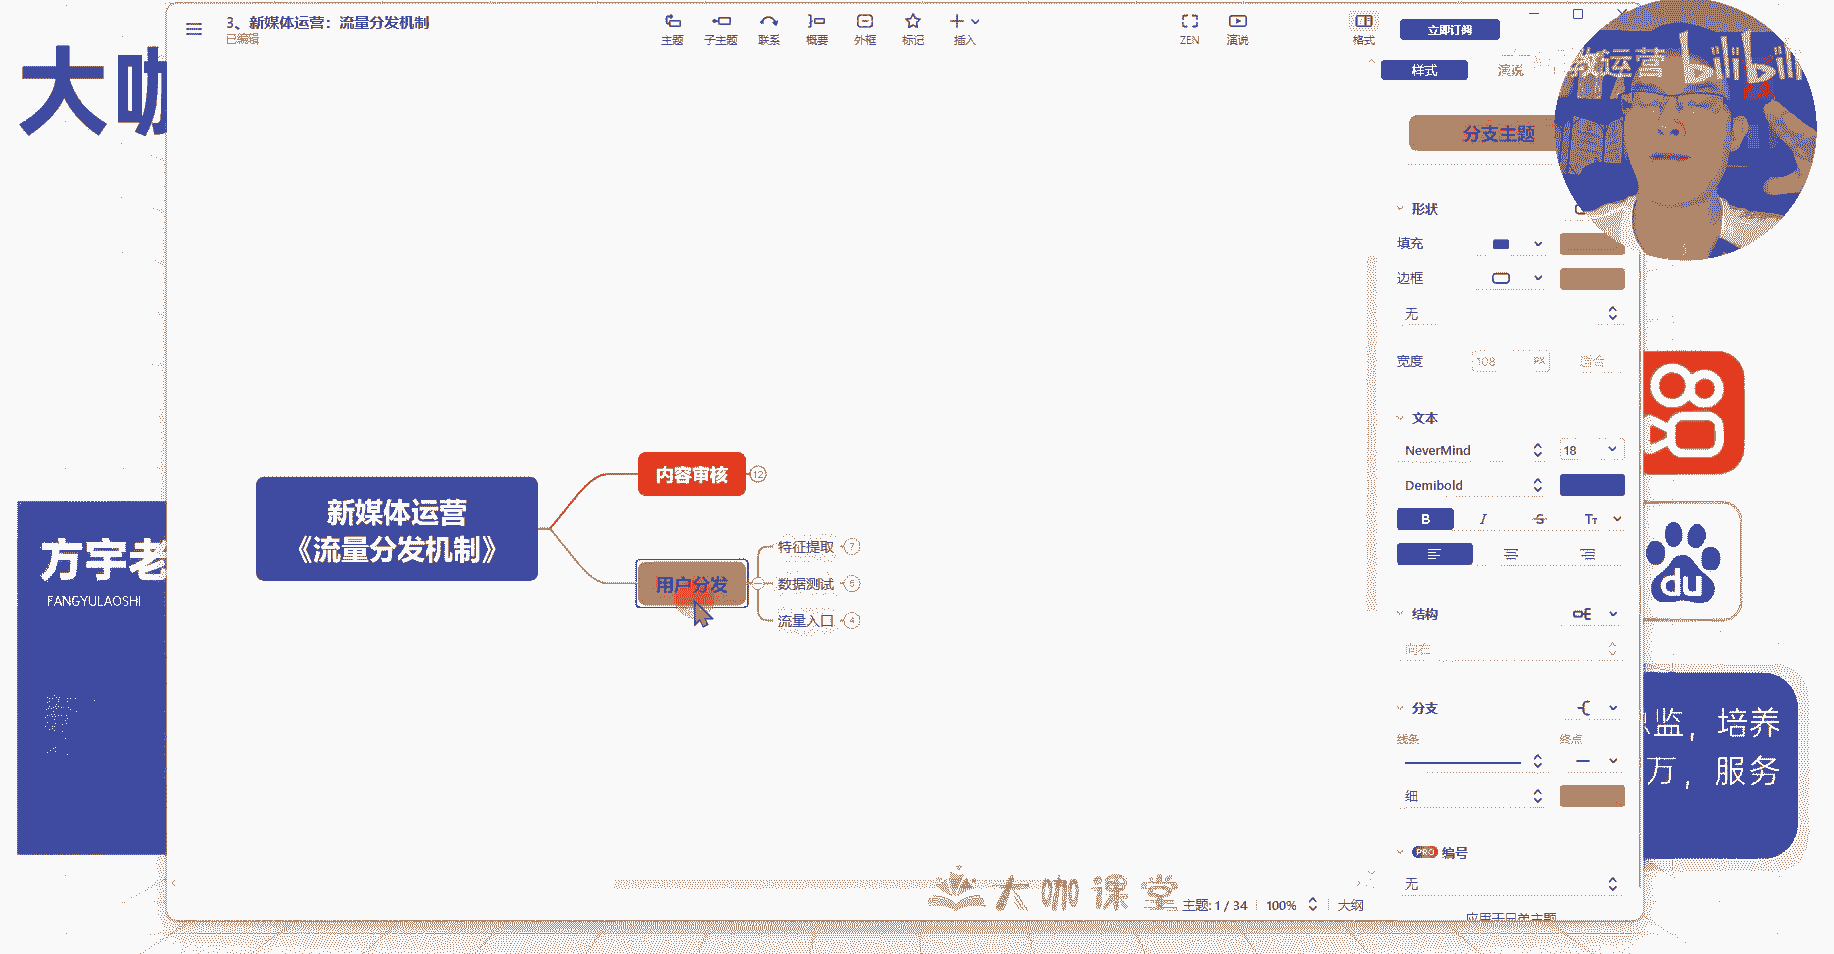 3、新媒体运营：流量分发机制
已编辑
主题
子主题
联系
概要
外框
标记
插入
ZEN
演说
格式
立即订阅
样式
演说
教运营
bilibili
大咖
分支主题
形状
填充
边框
无
宽度
108
PX
文本
NeverMind
18
Demibold
B
I
S
TT
结构
分支
线条
终点
细
PRO
编号
无
应用于兄弟主题
新媒体运营
《流量分发机制》
内容审核
12
用户分发
特征提取
7
数据测试
6
流量入口
4
方宇老
FANGYULAOSHI
du
总监，培养
万，服务
大咖课堂
主题: 1 / 34
100%
大纲